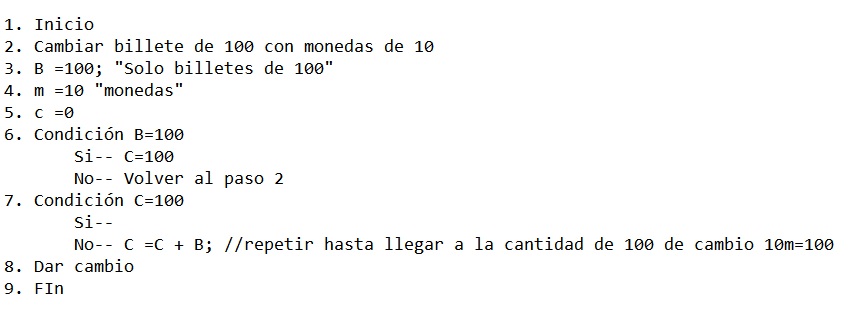 1. Inicio
2. Cambiar billete de 100 con monedas de 10
3. B =100; "Solo billetes de 100"
4. m =10 "monedas"
5. c =0
6. Condición B=100
Si-- C=100
No-- Volver al paso 2
7. Condición C=100
Si--
No-- C =C + B; //repetir hasta llegar a la cantidad de 100 de cambio 10m=100
8. Dar cambio
9. FIn